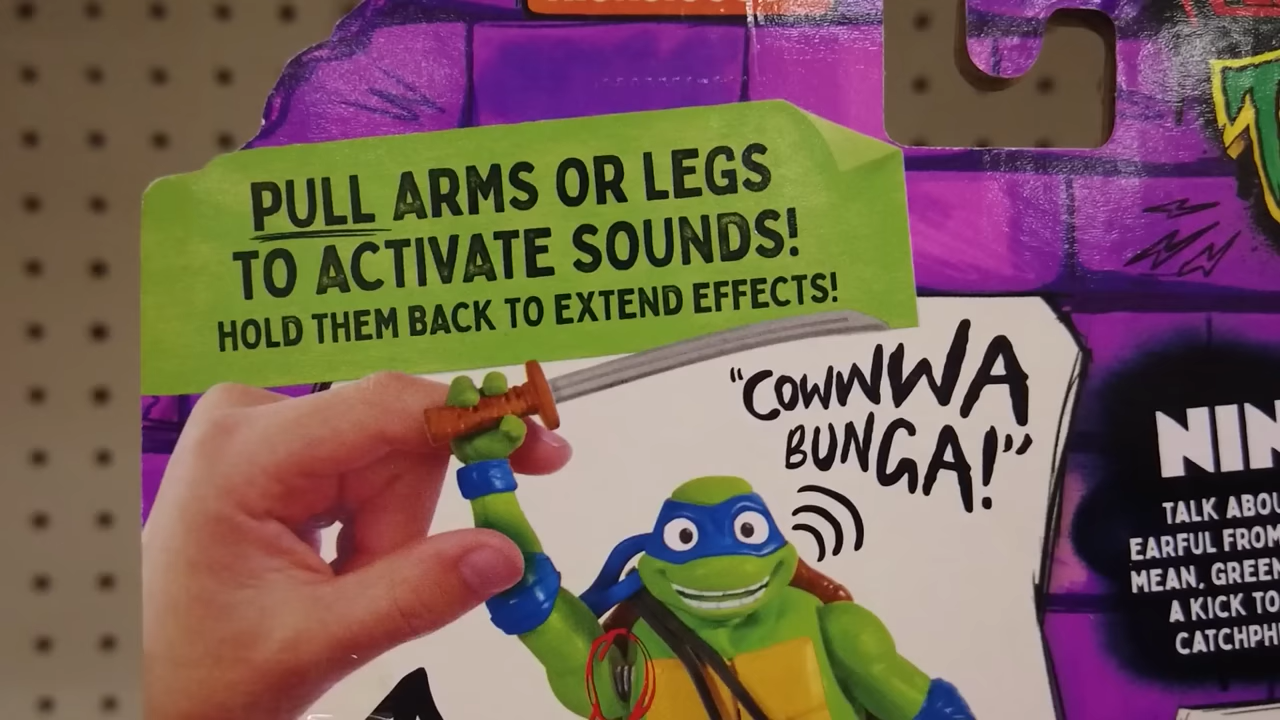 PULL ARMS OR LEGS
TO ACTIVATE SOUNDS!
HOLD THEM BACK TO EXTEND EFFECTS!
"COWWWA
BUNGA!"
NIN
TALK ABOU
EARFUL FROM
MEAN, GREEN
A KICK TO
CATCHPH